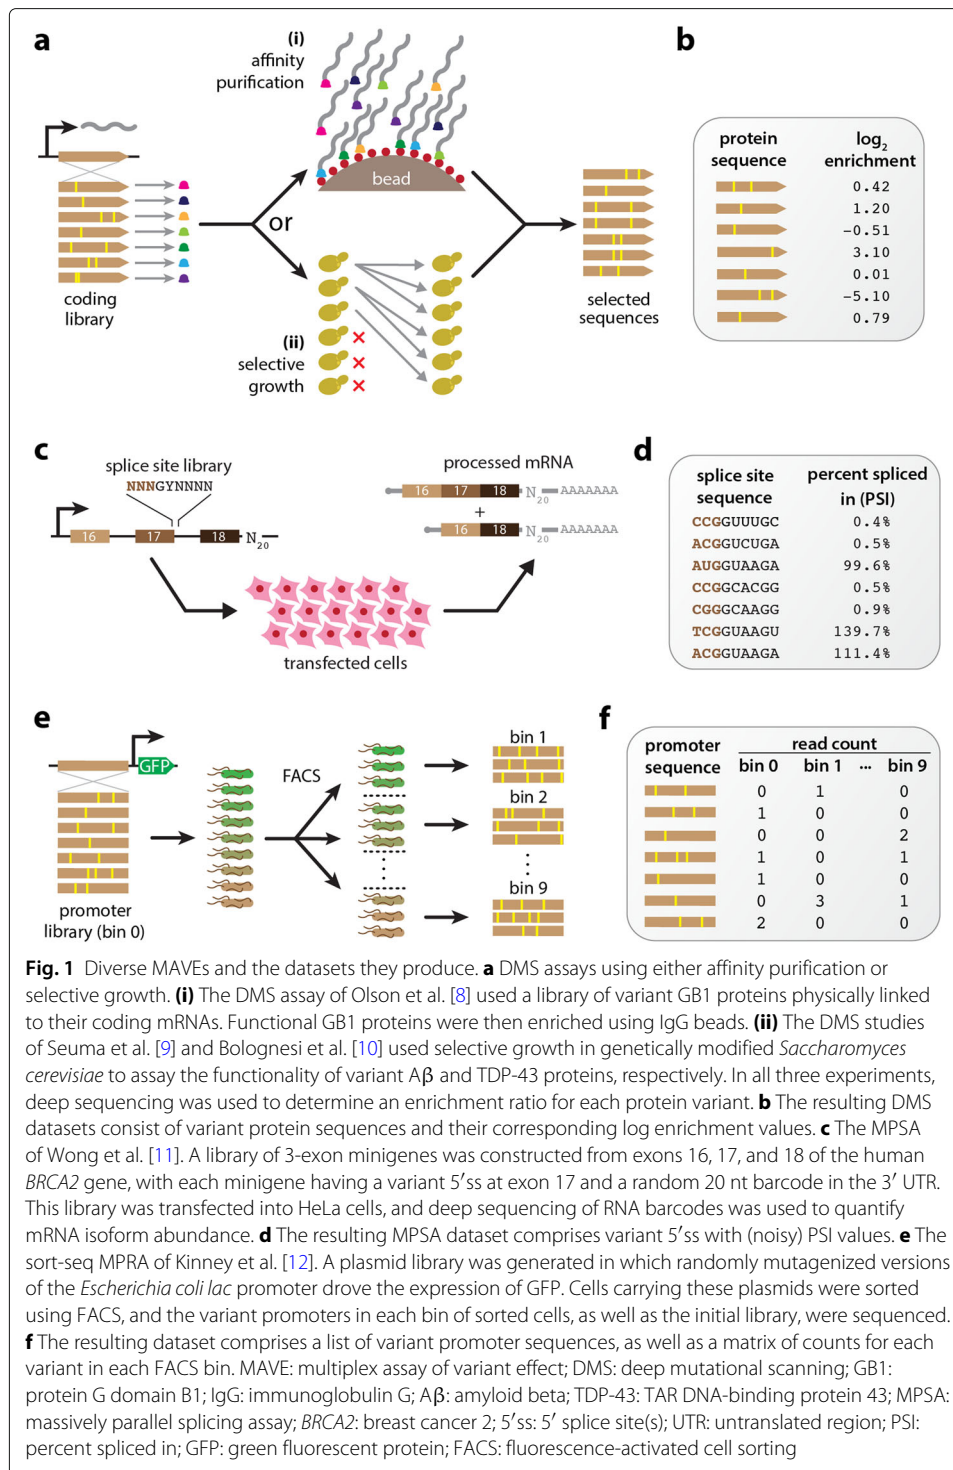 a
(i)
affinity
purification
bead
or
coding
library
(ii)
selective
growth
selected
sequences
b
protein sequence log2 enrichment
0.42
1.20
−0.51
3.10
0.01
−5.10
0.79
c
splice site library
NNNGYNNNN
16 17 18 N20
transfected cells
processed mRNA
16 17 18 N20 AAAAAAA
+
16 18 N20 AAAAAAA
d
splice site percent spliced
sequence in (PSI)
CCGGUUUGC 0.4%
ACGGUCUGA 0.5%
AUGGUAAGA 99.6%
CCGGCACGG 0.5%
CGGGCAAGG 0.9%
TCGGUAAGU 139.7%
ACGGUAAGA 111.4%
e
GFP
promoter
library (bin 0)
FACS
bin 1
bin 2
bin 9
f
promoter read count
sequence bin 0 bin 1 ... bin 9
0 1 0
1 0 0
0 0 2
1 0 1
1 0 0
0 3 1
2 0 0
Fig. 1 Diverse MAVEs and the datasets they produce. a DMS assays using either affinity purification or
selective growth. (i) The DMS assay of Olson et al. [8] used a library of variant GB1 proteins physically linked
to their coding mRNAs. Functional GB1 proteins were then enriched using IgG beads. (ii) The DMS studies
of Seuma et al. [9] and Bolognesi et al. [10] used selective growth in genetically modified Saccharomyces
cerevisiae to assay the functionality of variant Aβ and TDP-43 proteins, respectively. In all three experiments,
deep sequencing was used to determine an enrichment ratio for each protein variant. b The resulting DMS
datasets consist of variant protein sequences and their corresponding log enrichment values. c The MPSA
of Wong et al. [11]. A library of 3-exon minigenes was constructed from exons 16, 17, and 18 of the human
BRCA2 gene, with each minigene having a variant 5′ss at exon 17 and a random 20 nt barcode in the 3′ UTR.
This library was transfected into HeLa cells, and deep sequencing of RNA barcodes was used to quantify
mRNA isoform abundance. d The resulting MPSA dataset comprises variant 5′ss with (noisy) PSI values. e The
sort-seq MPRA of Kinney et al. [12]. A plasmid library was generated in which randomly mutagenized versions
of the Escherichia coli lac promoter drove the expression of GFP. Cells carrying these plasmids were sorted
using FACS, and the variant promoters in each bin of sorted cells, as well as the initial library, were sequenced.
f The resulting dataset comprises a list of variant promoter sequences, as well as a matrix of counts for each
variant in each FACS bin. MAVE: multiplex assay of variant effect; DMS: deep mutational scanning; GB1:
protein G domain B1; IgG: immunoglobulin G; Aβ: amyloid beta; TDP-43: TAR DNA-binding protein 43; MPSA:
massively parallel splicing assay; BRCA2: breast cancer 2; 5′ss: 5′ splice site(s); UTR: untranslated region; PSI:
percent spliced in; GFP: green fluorescent protein; FACS: fluorescence-activated cell sorting